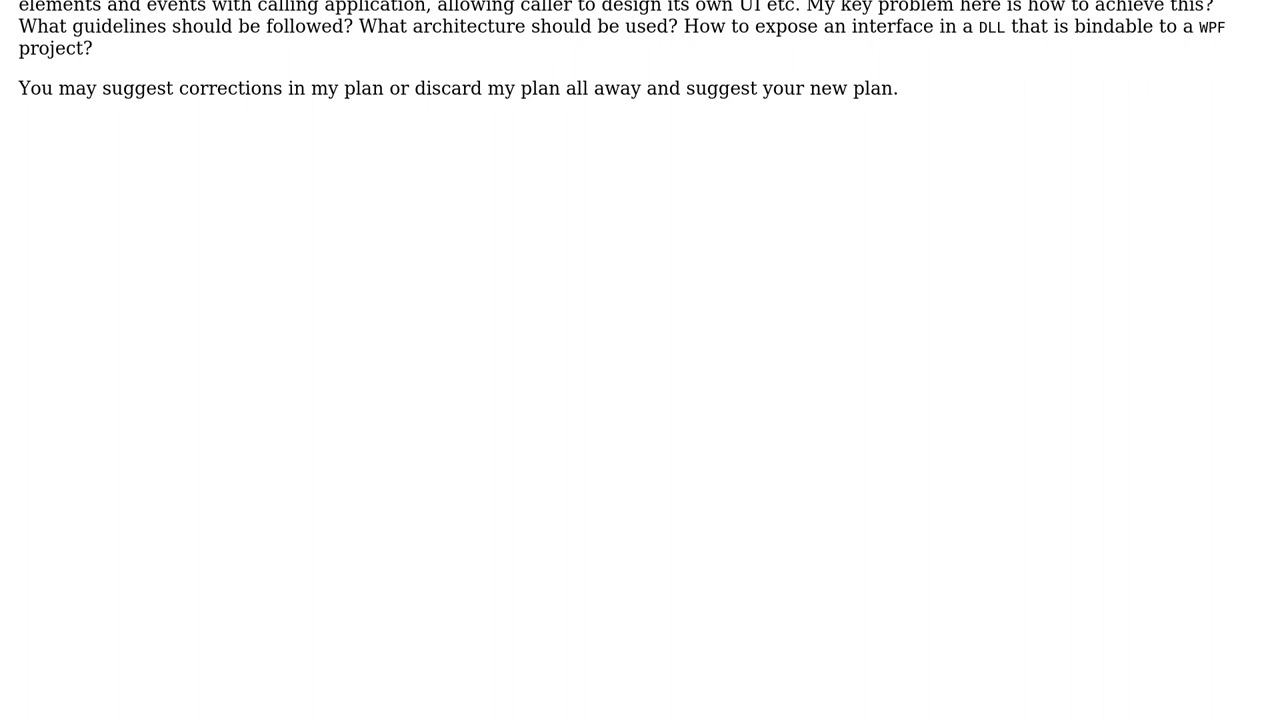 elements and events with calling application, allowing caller to design its own UI etc. My key problem here is how to achieve this?
What guidelines should be followed? What architecture should be used? How to expose an interface in a DLL that is bindable to a WPF
project?
You may suggest corrections in my plan or discard my plan all away and suggest your new plan.